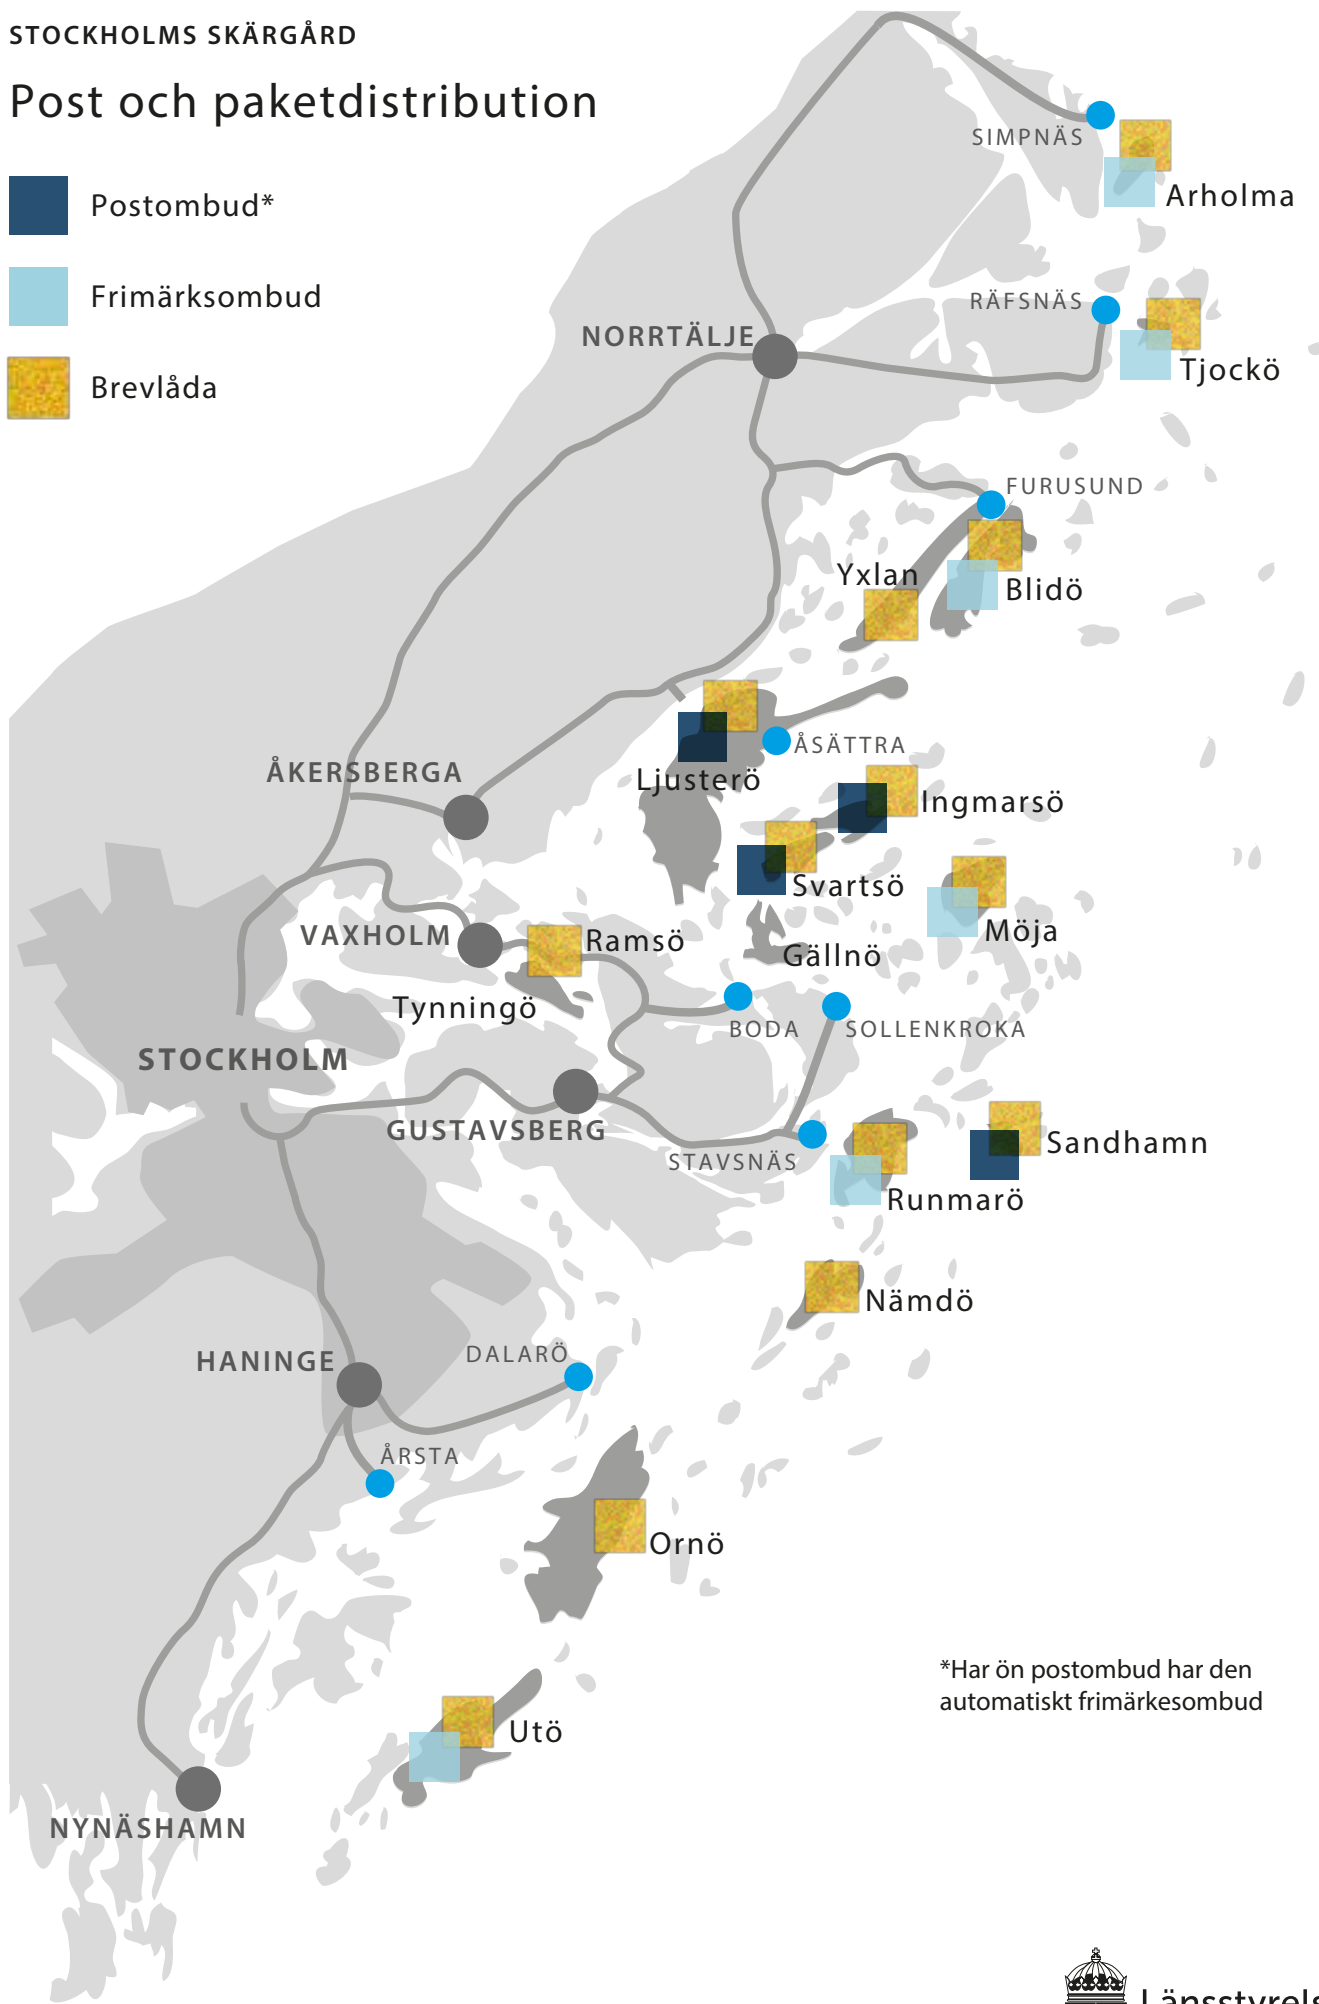 STOCKHOLMS SKÄRGÅRD
Post och paketdistribution
Postombud*
Frimärksombud
Brevlåda
SIMPNÄS
Arholma
RÄFSNÄS
NORRTÄLJE
Tjockö
FURUSUND
Yxlan
Blidö
ÅSÄTTRA
ÅKERSBERGA
Ljusterö
Ingmarsö
Svartsö
Möja
VAXHOLM
Ramsö
Gällnö
Tynningö
BODA
SOLLENKROKA
STOCKHOLM
GUSTAVSBERG
STAVSNÄS
Sandhamn
Runmarö
Nämdö
HANINGE
DALARÖ
ÅRSTA
Ornö
*Har ön postombud har den
automatiskt frimärkesombud
Utö
NYNÄSHAMN